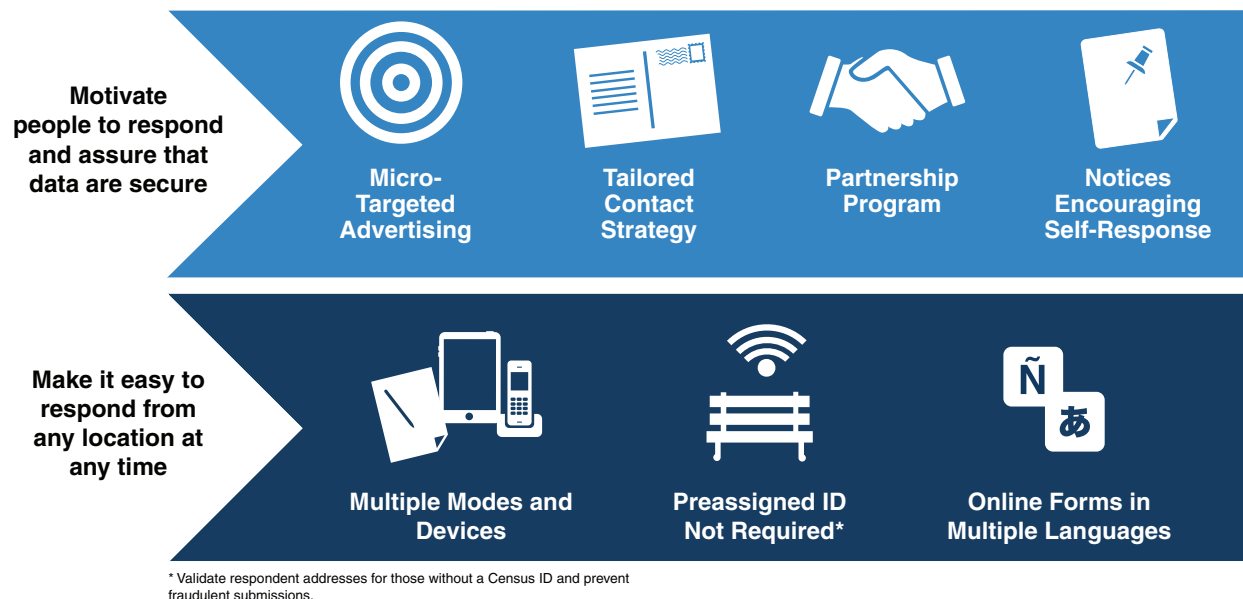 Motivate
people to respond
and assure that
data are secure
Micro-
Targeted
Advertising
Tailored
Contact
Strategy
Partnership
Program
Notices
Encouraging
Self-Response
Make it easy to
respond from
any location at
any time
Ñ
あ
Multiple Modes and
Devices
Preassigned ID
Not Required*
Online Forms in
Multiple Languages
* Validate respondent addresses for those without a Census ID and prevent
fraudulent submissions.